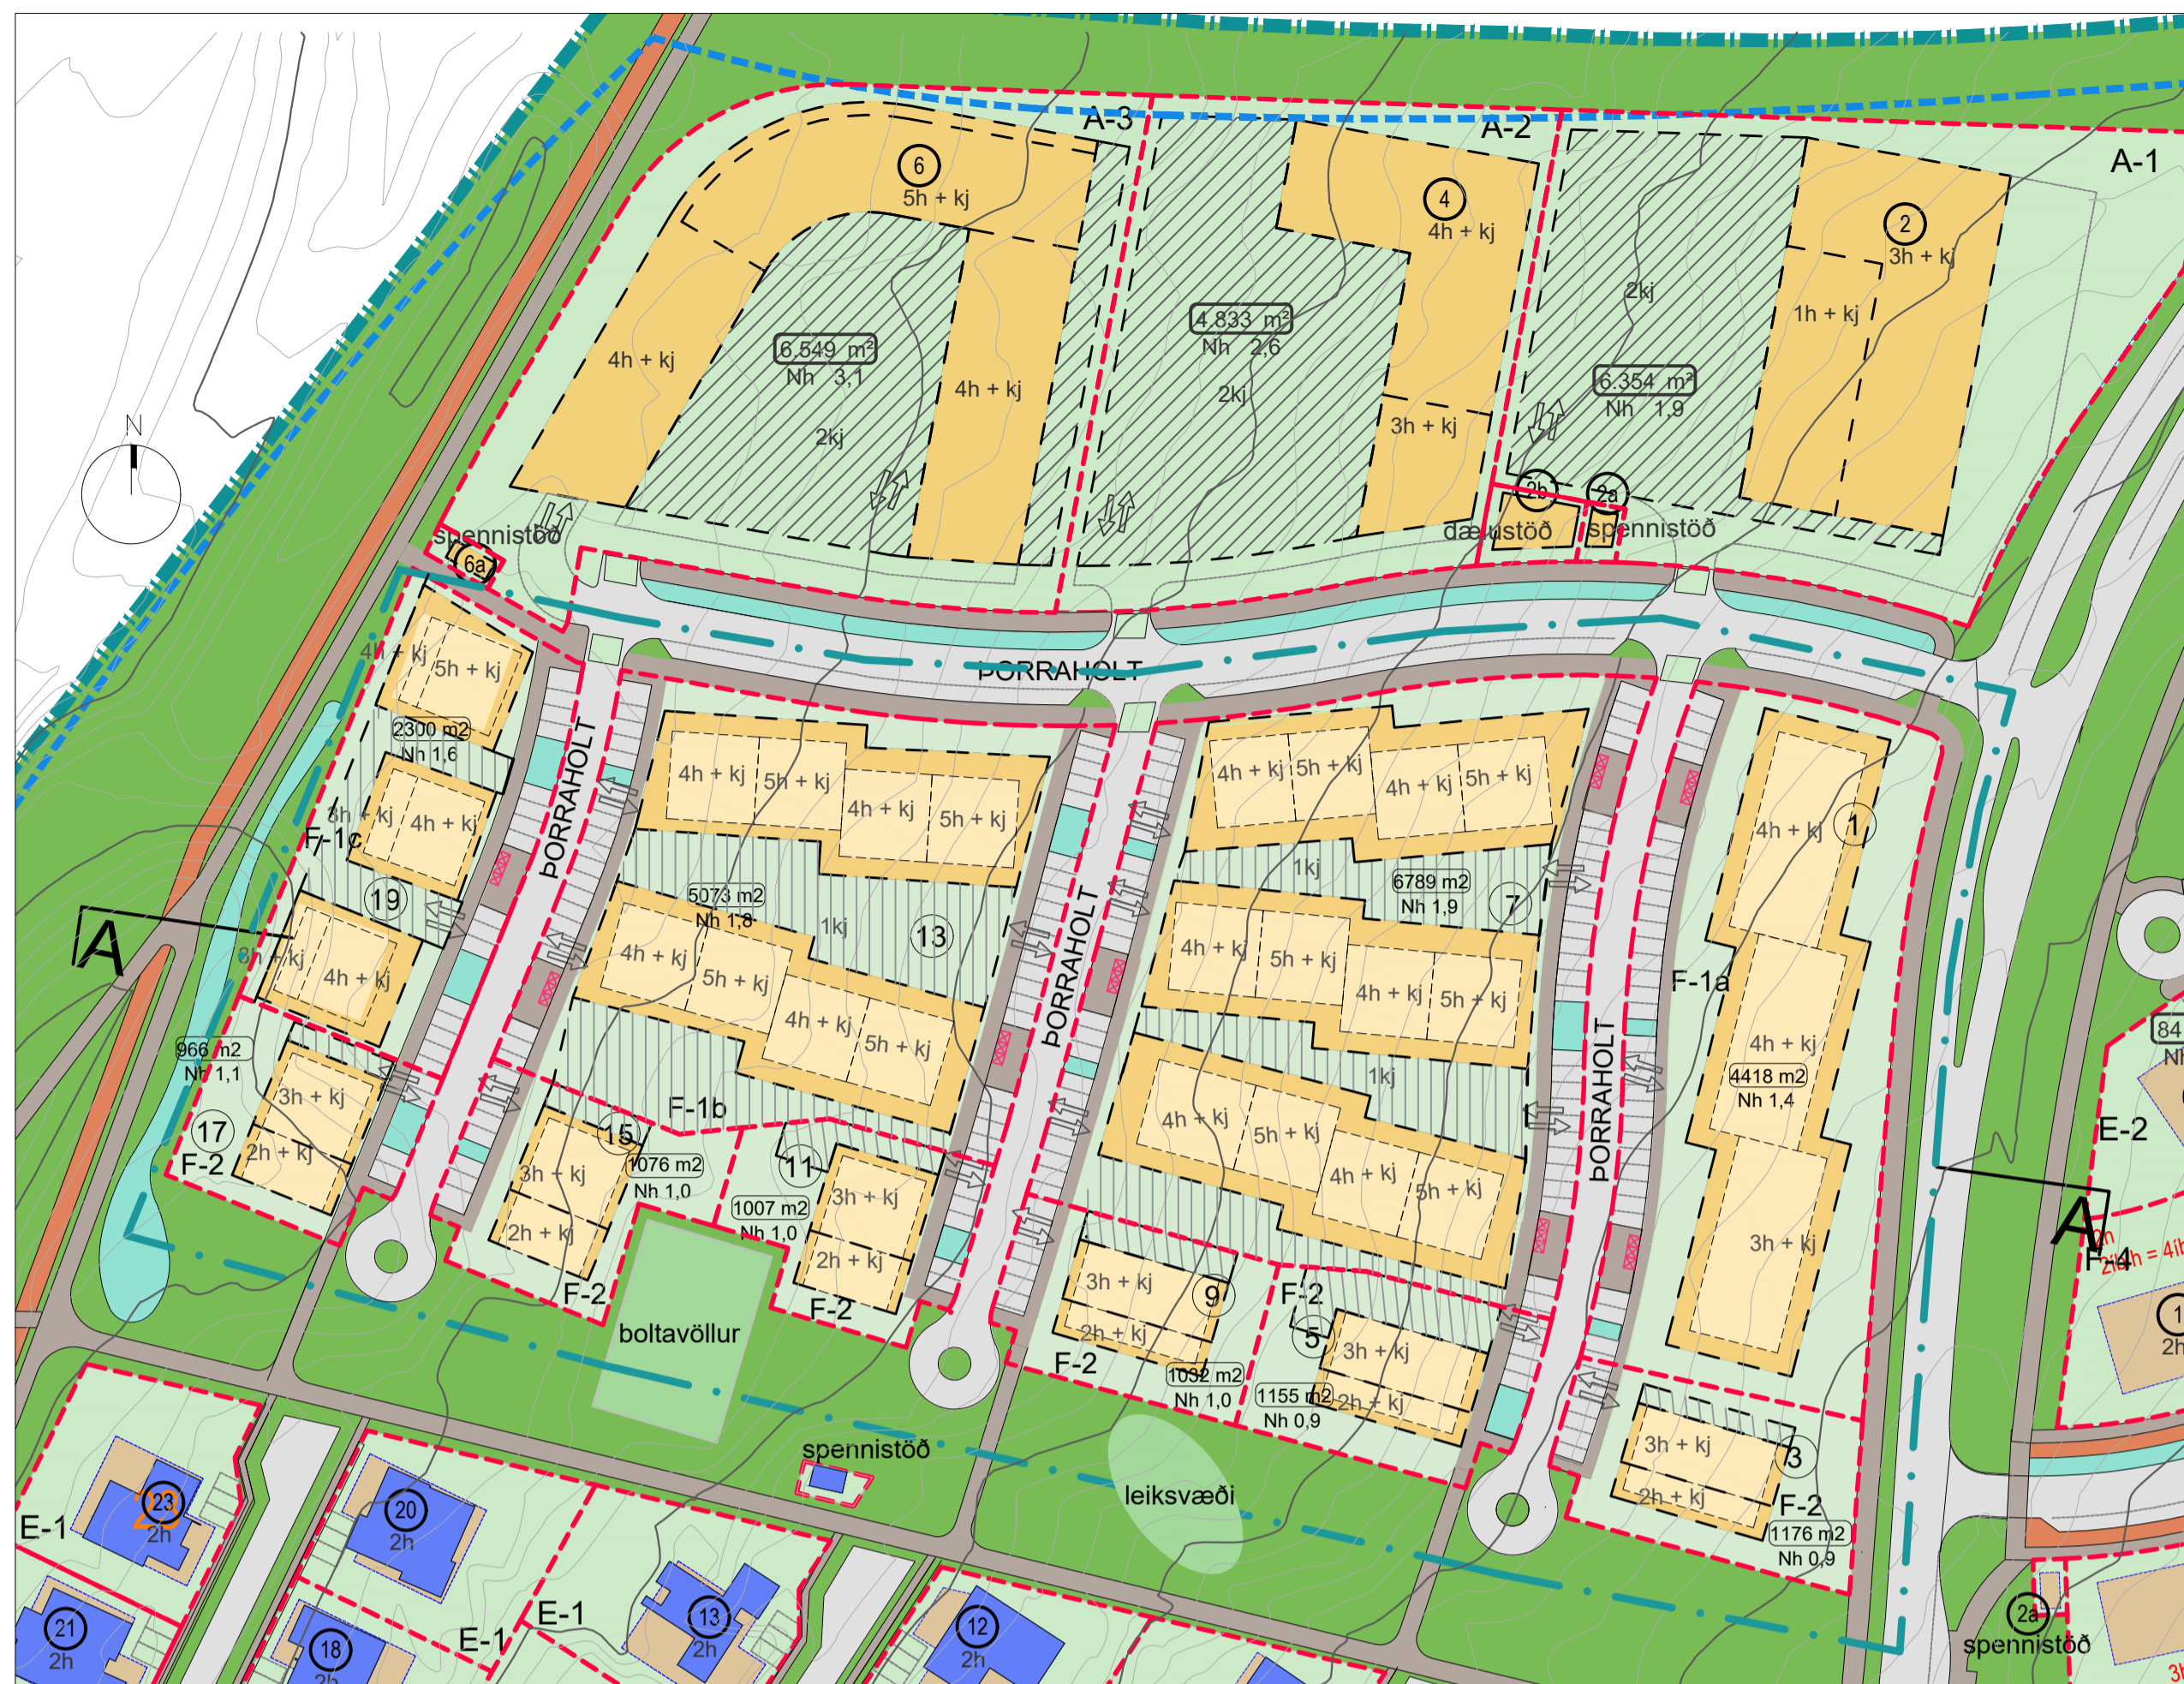 A-3
A-2
A-1
6
5h + kj
4
4h + kj
2
3h + kj
2kj
1h + kj
4.833 m²
Nh 2,6
6.549 m²
Nh 3,1
4h + kj
4h + kj
2kj
6.354 m²
Nh 1,9
2kj
3h + kj
N
2b
2a
spennistöð
dælustöð
spennistöð
6a
ÞORRAHOLT
4h + kj
5h + kj
2300 m2
Nh 1,6
3h + kj
4h + kj
F-1c
19
3h + kj
4h + kj
A
ÞORRAHOLT
4h + kj
5h + kj
4h + kj
5h + kj
5073 m2
Nh 1,8
1kj
13
4h + kj
5h + kj
4h + kj
5h + kj
F-1b
ÞORRAHOLT
4h + kj
5h + kj
4h + kj
5h + kj
1kj
6789 m2
Nh 1,9
7
4h + kj
5h + kj
4h + kj
5h + kj
1kj
4h + kj
5h + kj
4h + kj
5h + kj
ÞORRAHOLT
4h + kj
1
F-1a
4h + kj
4418 m2
Nh 1,4
3h + kj
966 m2
Nh 1,1
17
F-2
3h + kj
2h + kj
15
3h + kj
2h + kj
1076 m2
Nh 1,0
F-2
11
1007 m2
Nh 1,0
3h + kj
2h + kj
F-2
boltavöllur
3h + kj
9
2h + kj
F-2
1032 m2
Nh 1,0
F-2
5
3h + kj
2h + kj
1155 m2
Nh 0,9
3h + kj
3
2h + kj
F-2
1176 m2
Nh 0,9
84
E-2
A
2h
F-4
1
2h
spennistöð
leiksvæði
23
2h
E-1
20
2h
21
2h
18
2h
E-1
E-1
13
2h
12
2h
2a
spennistöð